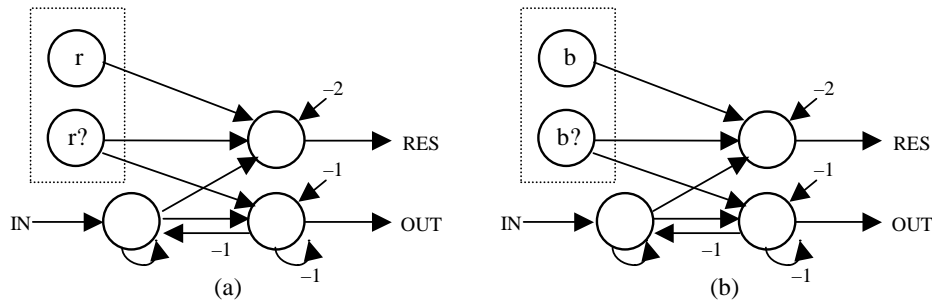 r
–2
r?
RES
–1
IN
OUT
–1
–1
(a)
b
–2
b?
RES
–1
IN
OUT
–1
–1
(b)